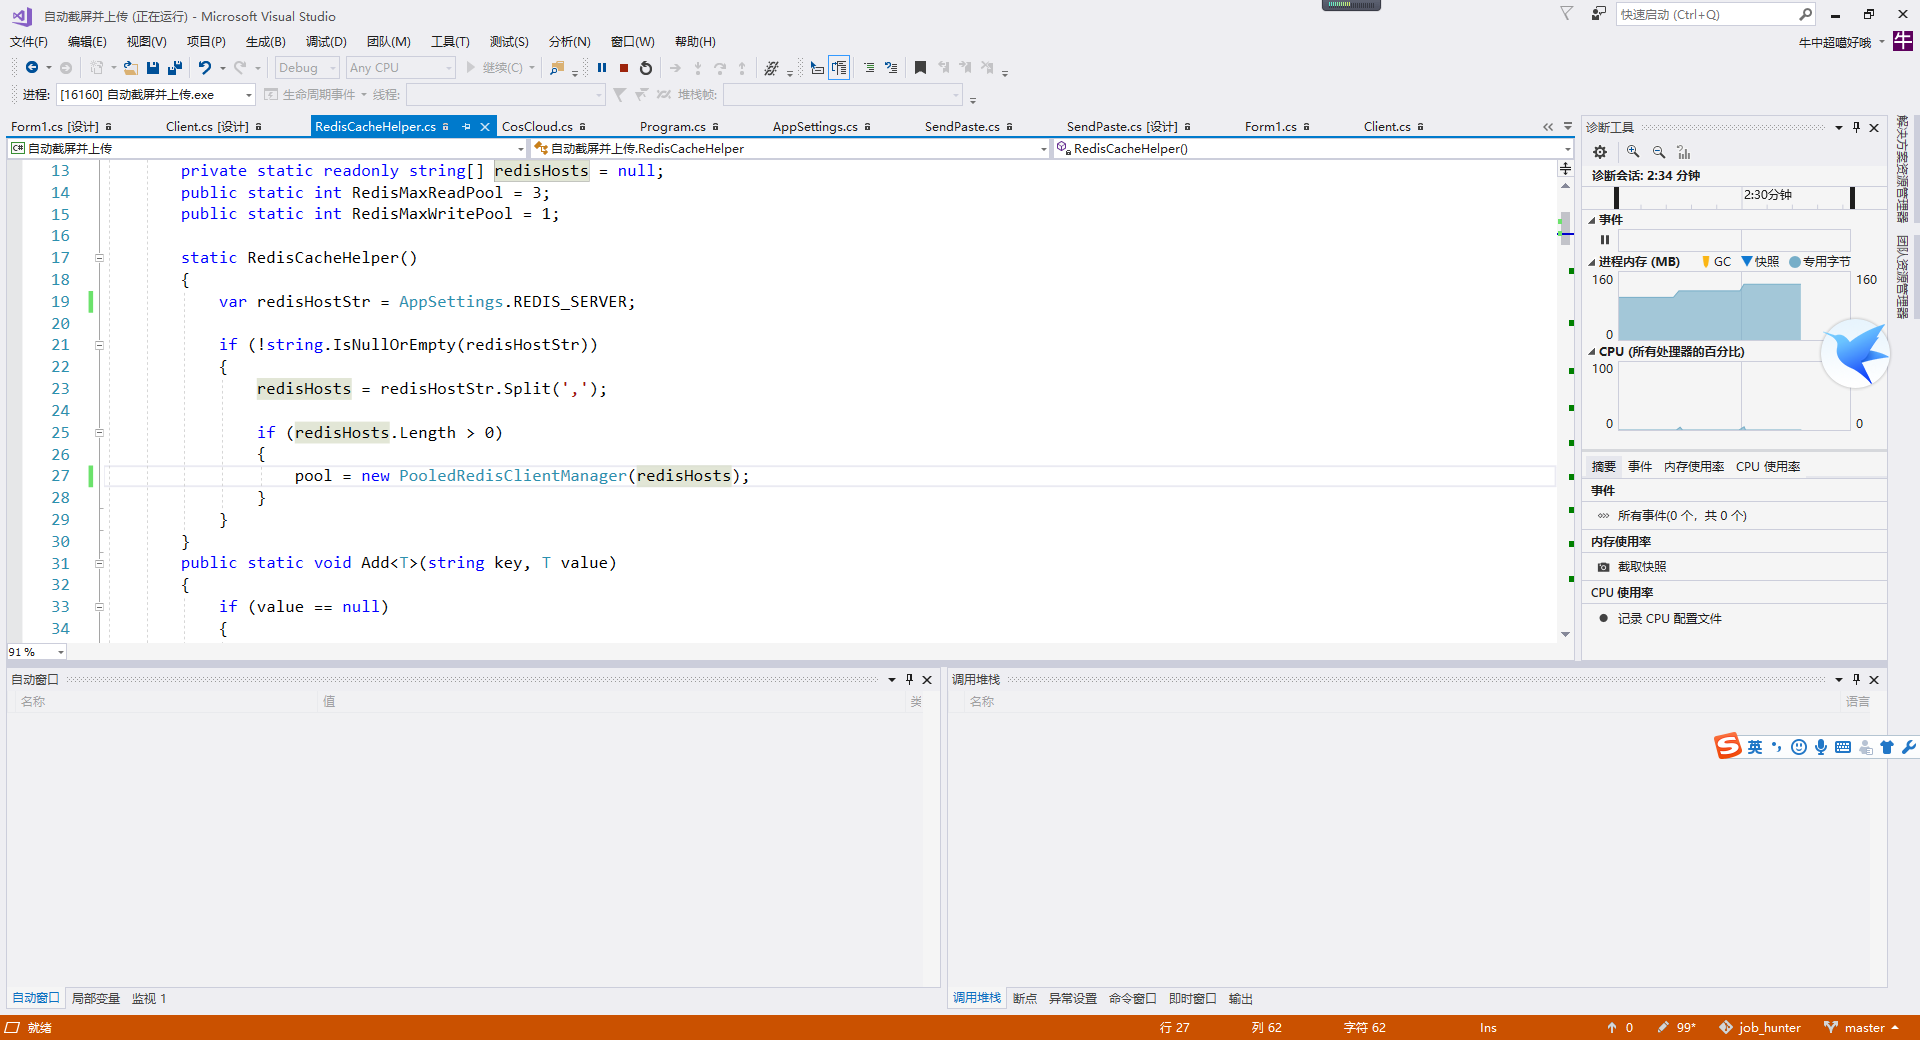 自动截屏并上传 (正在运行) - Microsoft Visual Studio
快速启动 (Ctrl+Q)
文件(F) 编辑(E) 视图(V) 项目(P) 生成(B) 调试(D) 团队(M) 工具(T) 测试(S) 分析(N) 窗口(W) 帮助(H)
牛中超噶好哦 牛
Debug Any CPU 继续(C)
进程: [16160] 自动截屏并上传.exe 生命周期事件 线程: 堆栈帧:
Form1.cs [设计] Client.cs [设计] RedisCacheHelper.cs CosCloud.cs Program.cs AppSettings.cs SendPaste.cs SendPaste.cs [设计] Form1.cs Client.cs
自动截屏并上传 自动截屏并上传.RedisCacheHelper RedisCacheHelper()
13 private static readonly string[] redisHosts = null;
14 public static int RedisMaxReadPool = 3;
15 public static int RedisMaxWritePool = 1;
16
17 static RedisCacheHelper()
18 {
19 var redisHostStr = AppSettings.REDIS_SERVER;
20
21 if (!string.IsNullOrEmpty(redisHostStr))
22 {
23 redisHosts = redisHostStr.Split(',');
24
25 if (redisHosts.Length > 0)
26 {
27 pool = new PooledRedisClientManager(redisHosts);
28 }
29 }
30 }
31 public static void Add<T>(string key, T value)
32 {
33 if (value == null)
34 {
91 %
诊断工具
诊断会话: 2:34 分钟
2:30分钟
事件
进程内存 (MB) GC 快照 专用字节
160 160
0
CPU (所有处理器的百分比)
100
0 0
摘要 事件 内存使用率 CPU 使用率
事件
所有事件(0 个，共 0 个)
内存使用率
截取快照
CPU 使用率
记录 CPU 配置文件
解决方案资源管理器
团队资源管理器
自动窗口
名称 值 类
调用堆栈
名称 语言
英
自动窗口 局部变量 监视 1
调用堆栈 断点 异常设置 命令窗口 即时窗口 输出
就绪 行 27 列 62 字符 62 Ins 0 99* job_hunter master